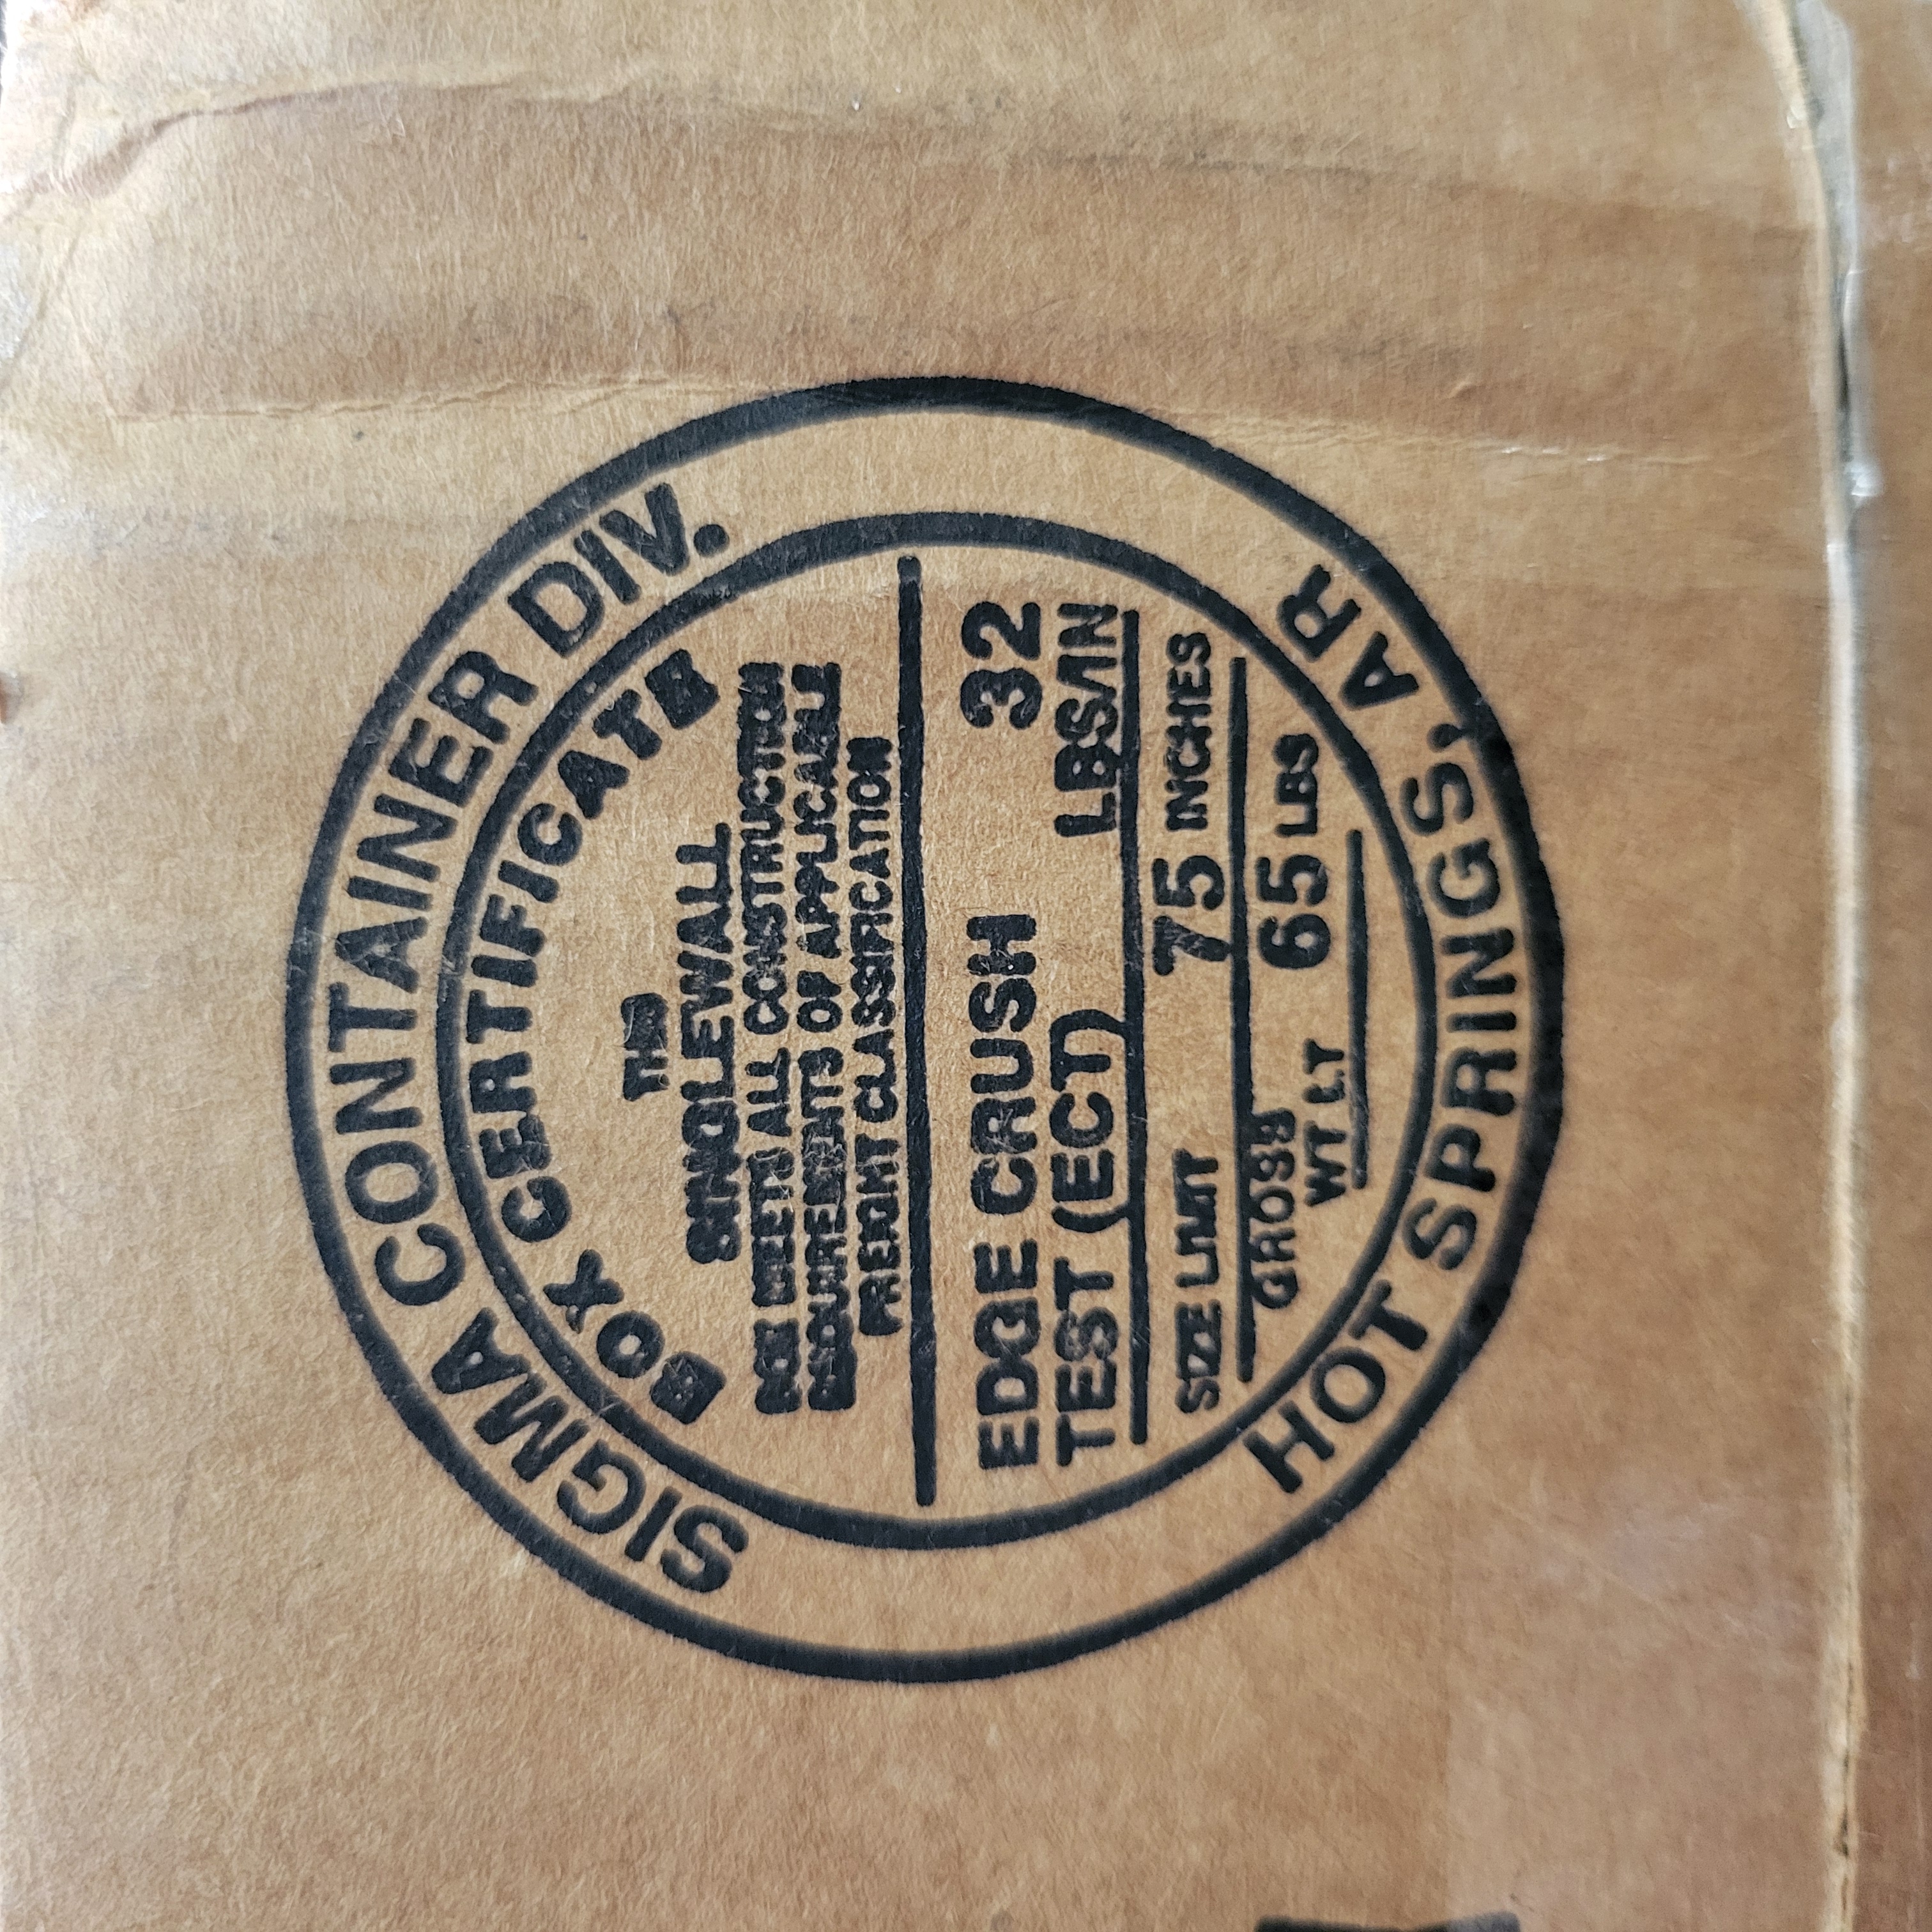 SIGMA CONTAINER DIV.
BOX CERTIFICATE
THIS
SINGLEWALL
BOX MEETS ALL CONSTRUCTION
REQUIREMENTS OF APPLICABLE
FREIGHT CLASSIFICATION
EDGE CRUSH 32
TEST (ECT) LBS/IN
SIZE LIMIT 75 INCHES
GROSS 65 LBS
WT LT
HOT SPRINGS, AR